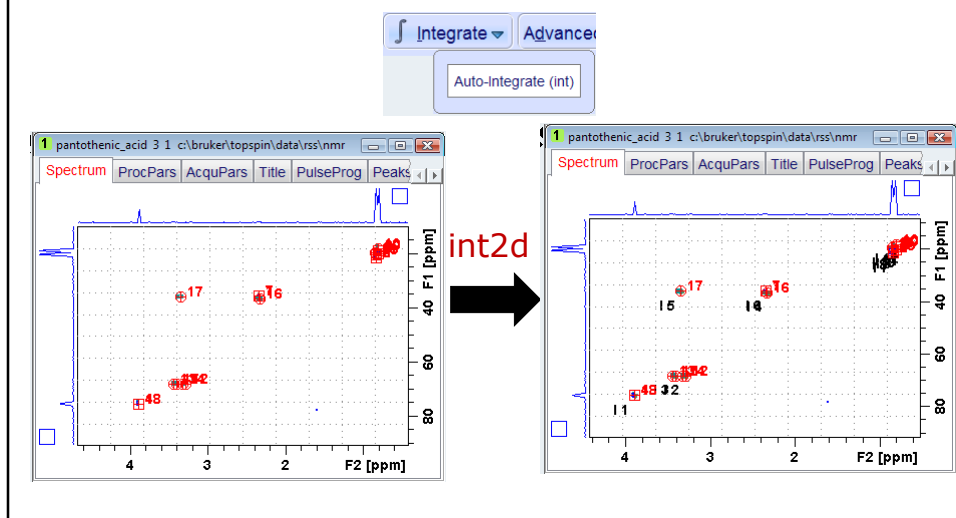 Integrate Advanced
Auto-Integrate (int)
1 pantothenic_acid 3 1 c:\bruker\topspin\data\rss\nmr
Spectrum ProcPars AcquPars Title PulseProg Peaks
17
16
48
40
60
80
F1 [ppm]
4 3 2 F2 [ppm]
int2d
1 pantothenic_acid 3 1 c:\bruker\topspin\data\rss\nmr
Spectrum ProcPars AcquPars Title PulseProg Peaks
17
I 5
16
48
I 1
40
60
80
F1 [ppm]
4 3 2 F2 [ppm]